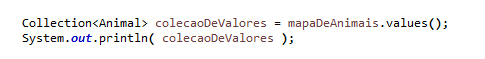 Collection<Animal> colecaoDeValores = mapaDeAnimais.values();
System.out.println( colecaoDeValores );